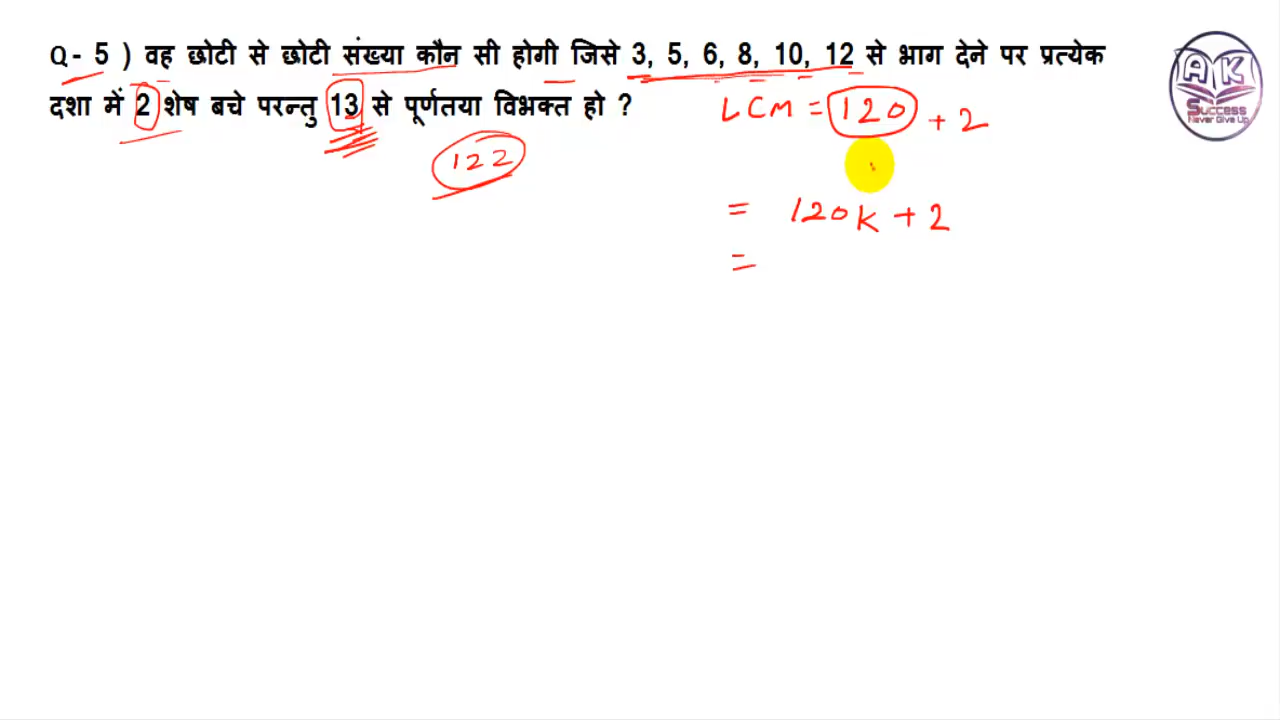 Q- 5 ) वह छोटी से छोटी संख्या कौन सी होगी जिसे 3, 5, 6, 8, 10, 12 से भाग देने पर प्रत्येक
दशा में 2 शेष बचे परन्तु 13 से पूर्णतया विभक्त हो ?
LCM = 120 + 2
122
= 120K + 2
=
AK
Success
Never Give Up